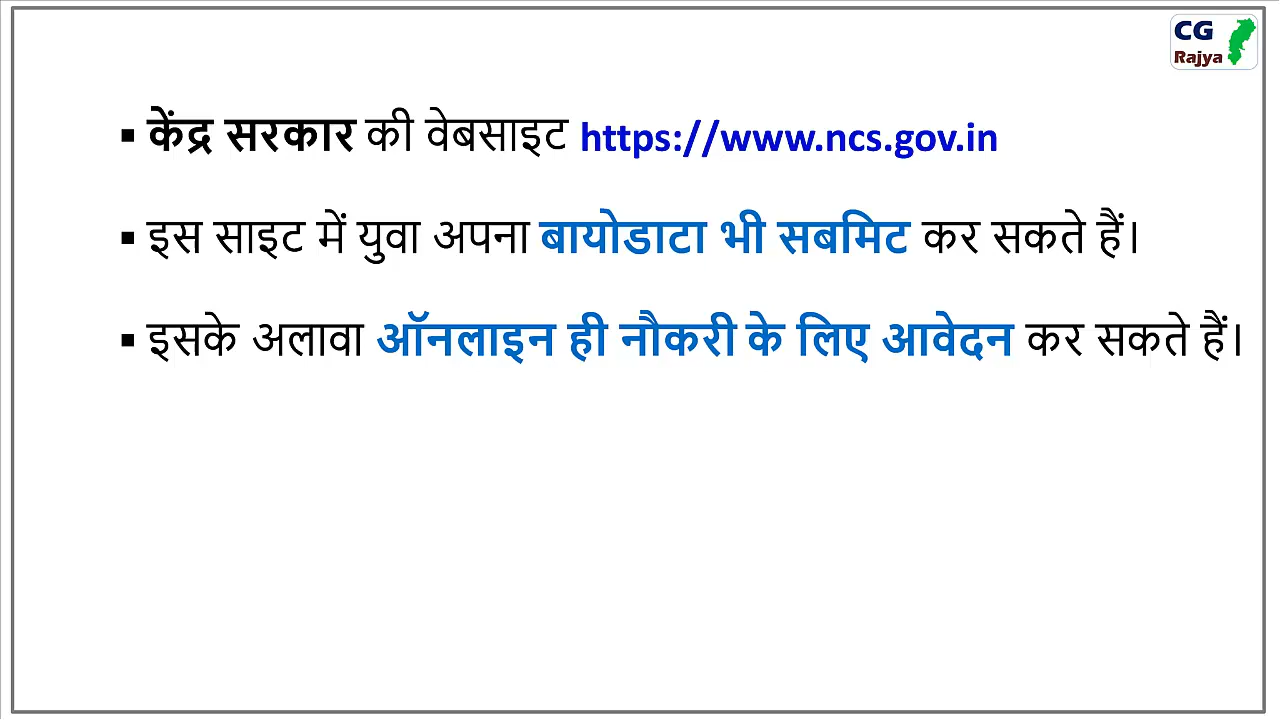 CG
Rajya
▪ केंद्र सरकार की वेबसाइट https://www.ncs.gov.in
▪ इस साइट में युवा अपना बायोडाटा भी सबमिट कर सकते हैं।
▪ इसके अलावा ऑनलाइन ही नौकरी के लिए आवेदन कर सकते हैं।